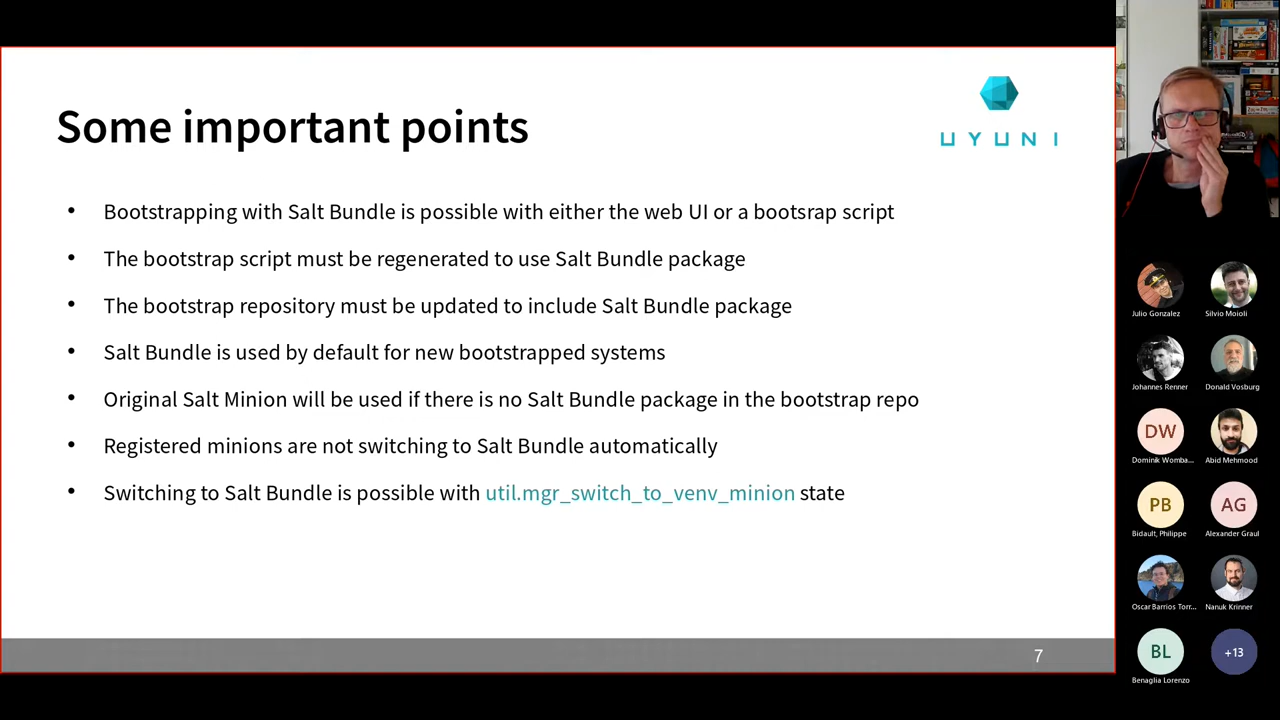 Some important points
UYUNI
• Bootstrapping with Salt Bundle is possible with either the web UI or a bootsrap script
• The bootstrap script must be regenerated to use Salt Bundle package
• The bootstrap repository must be updated to include Salt Bundle package
• Salt Bundle is used by default for new bootstrapped systems
• Original Salt Minion will be used if there is no Salt Bundle package in the bootstrap repo
• Registered minions are not switching to Salt Bundle automatically
• Switching to Salt Bundle is possible with util.mgr_switch_to_venv_minion state
7
Julio Gonzalez
Silvio Moioli
Johannes Renner
Donald Vosburg
DW
Dominik Womba...
Abid Mehmood
PB
Bidault, Philippe
AG
Alexander Graul
Oscar Barrios Torr...
Nanuk Krinner
BL
Benaglia Lorenzo
+13